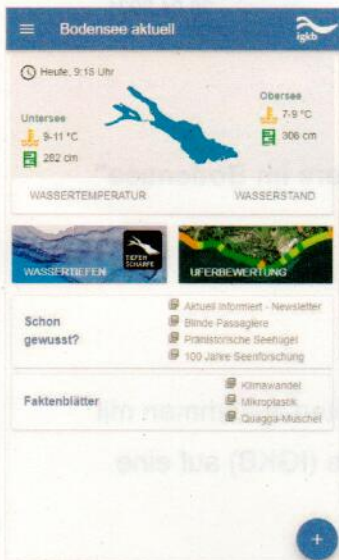 Bodensee aktuell
igkb
Heute, 9:15 Uhr
Untersee
9-11 °C
282 cm
Obersee
7-9 °C
306 cm
WASSERTEMPERATUR
WASSERSTAND
WASSERTIEFEN
TIEFEN
SCHÄRFE
UFERBEWERTUNG
Schon
gewusst?
Aktuell Informiert - Newsletter
Blinde Passagiere
Prähistorische Seehügel
100 Jahre Seenforschung
Faktenblätter
Klimawandel
Mikroplastik
Quagga-Muschel
+